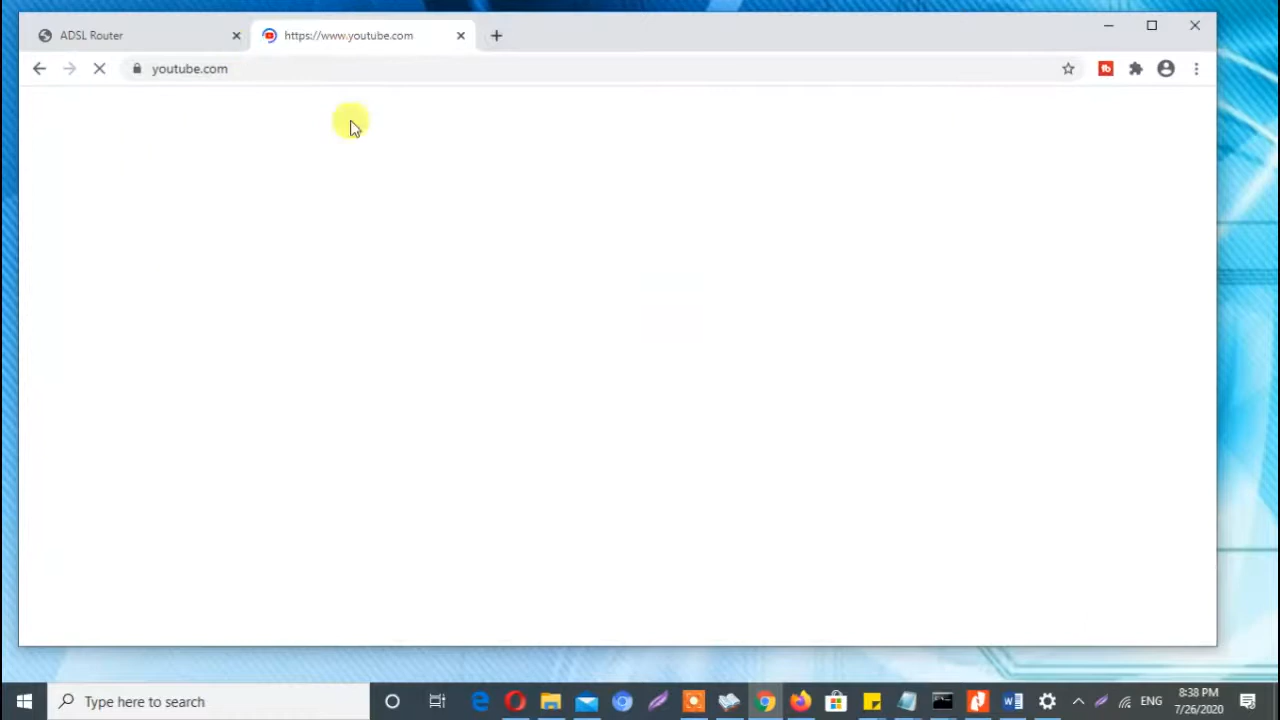 ADSL Router
https://www.youtube.com
youtube.com
Type here to search
ENG
8:38 PM
7/26/2020